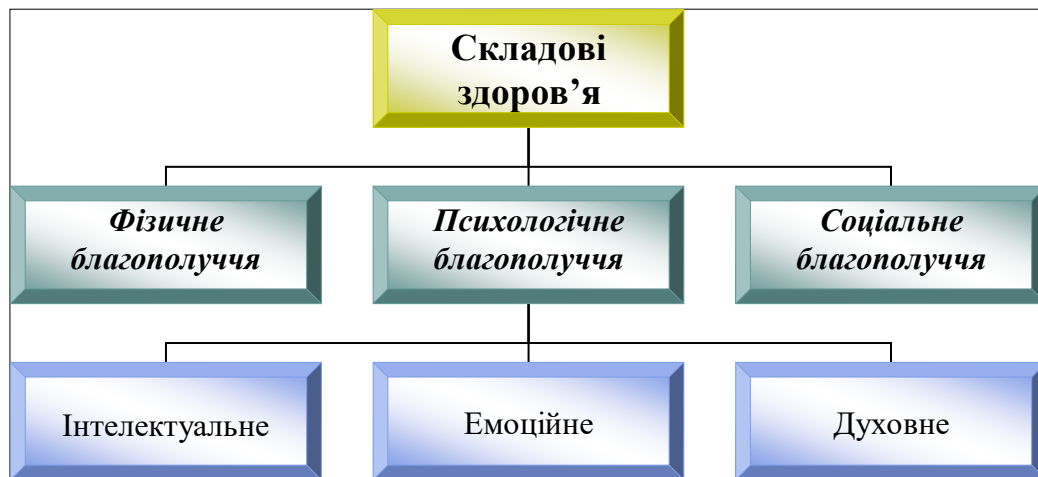 Складові
здоров’я
Фізичне
благополуччя
Психологічне
благополуччя
Соціальне
благополуччя
Інтелектуальне
Емоційне
Духовне